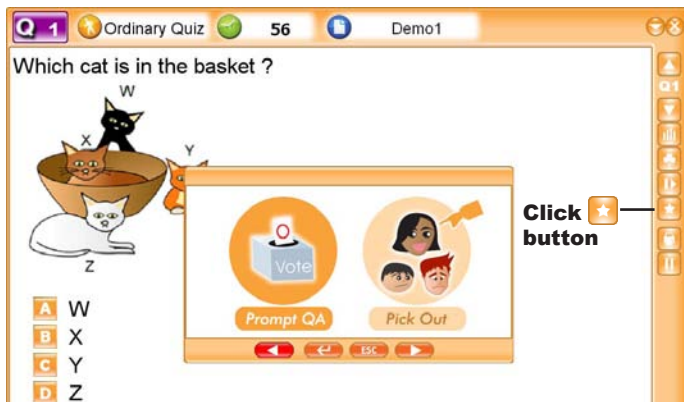 Q 1 Ordinary Quiz 56 Demo1
Which cat is in the basket ?
W
X
Y
Z
Q1
Click
button
O
Vote
Prompt QA
Pick Out
ESC
A W
B X
C Y
D Z